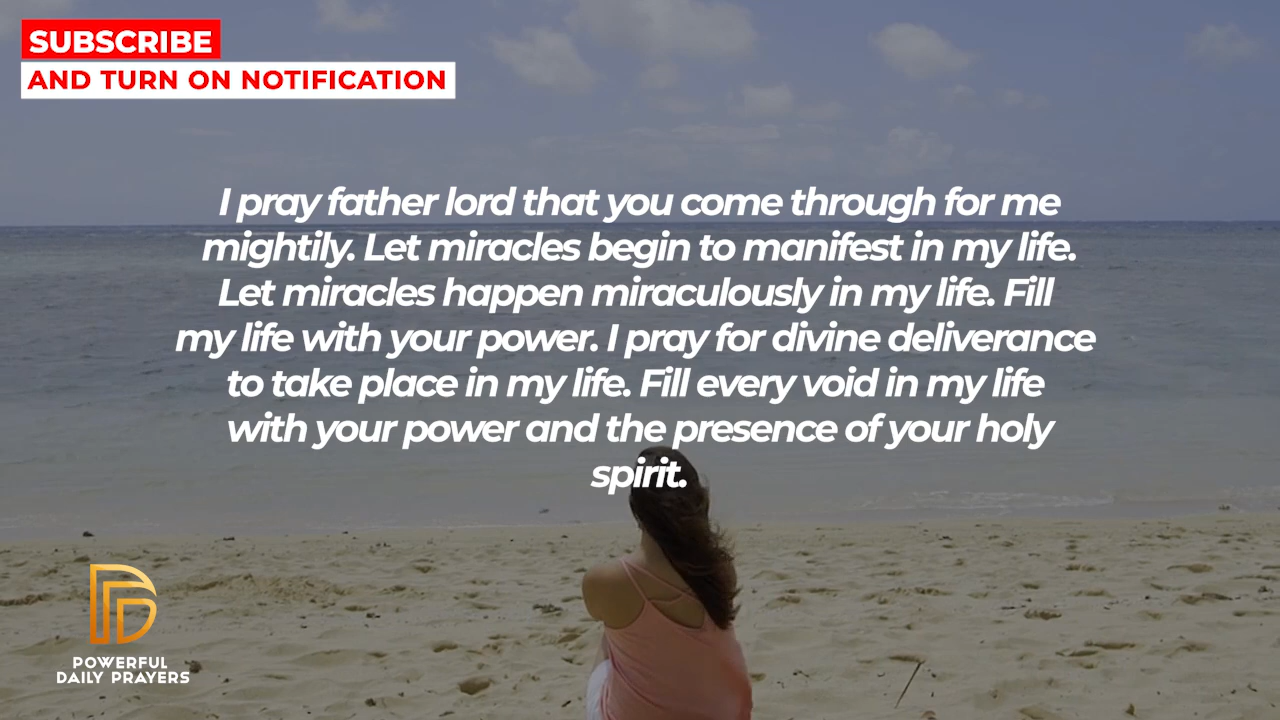 SUBSCRIBE
AND TURN ON NOTIFICATION
I pray father lord that you come through for me
mightily. Let miracles begin to manifest in my life.
Let miracles happen miraculously in my life. Fill
my life with your power. I pray for divine deliverance
to take place in my life. Fill every void in my life
with your power and the presence of your holy
spirit.
POWERFUL
DAILY PRAYERS